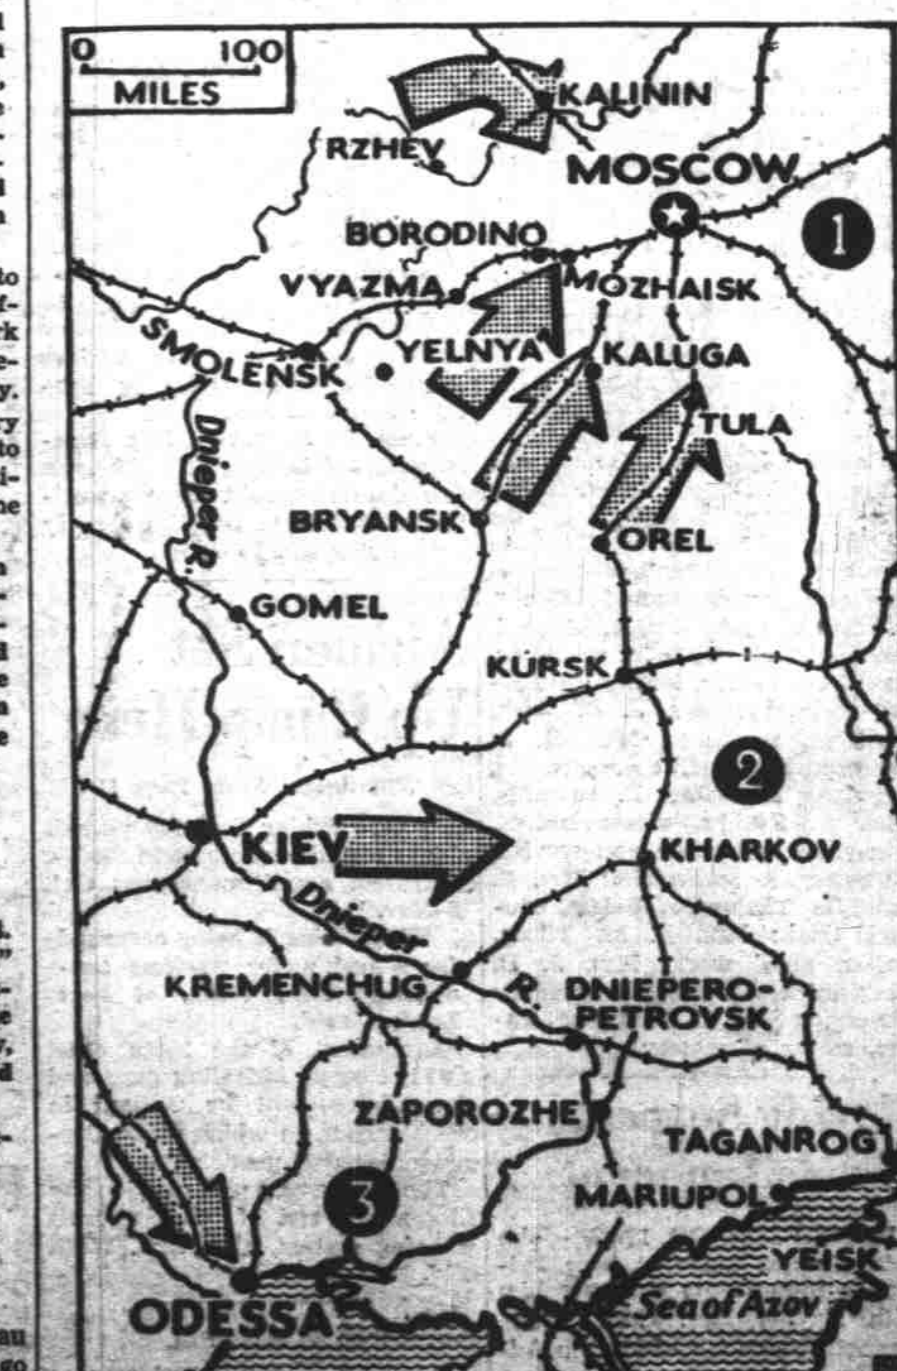 0 100
MILES
KALININ
RZHEV
MOSCOW
1
BORODINO
VYAZMA
MOZHAISK
SMOLENSK
YELNYA
KALUGA
TULA
Dnieper R.
BRYANSK
OREL
GOMEL
KURSK
2
KIEV
KHARKOV
Dnieper R.
KREMENCHUG
DNIEPERO-
PETROVSK
ZAPOROZHE
TAGANROG
3
MARIUPOL
YEISK
Sea of Azov
ODESSA